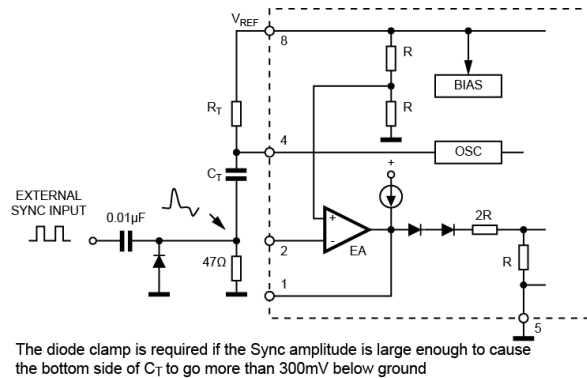 VREF
8
R
RT
R
BIAS
4
OSC
CT
+
EXTERNAL
SYNC INPUT
0.01µF
2R
+
-
EA
47Ω
2
R
1
5
The diode clamp is required if the Sync amplitude is large enough to cause
the bottom side of CT to go more than 300mV below ground